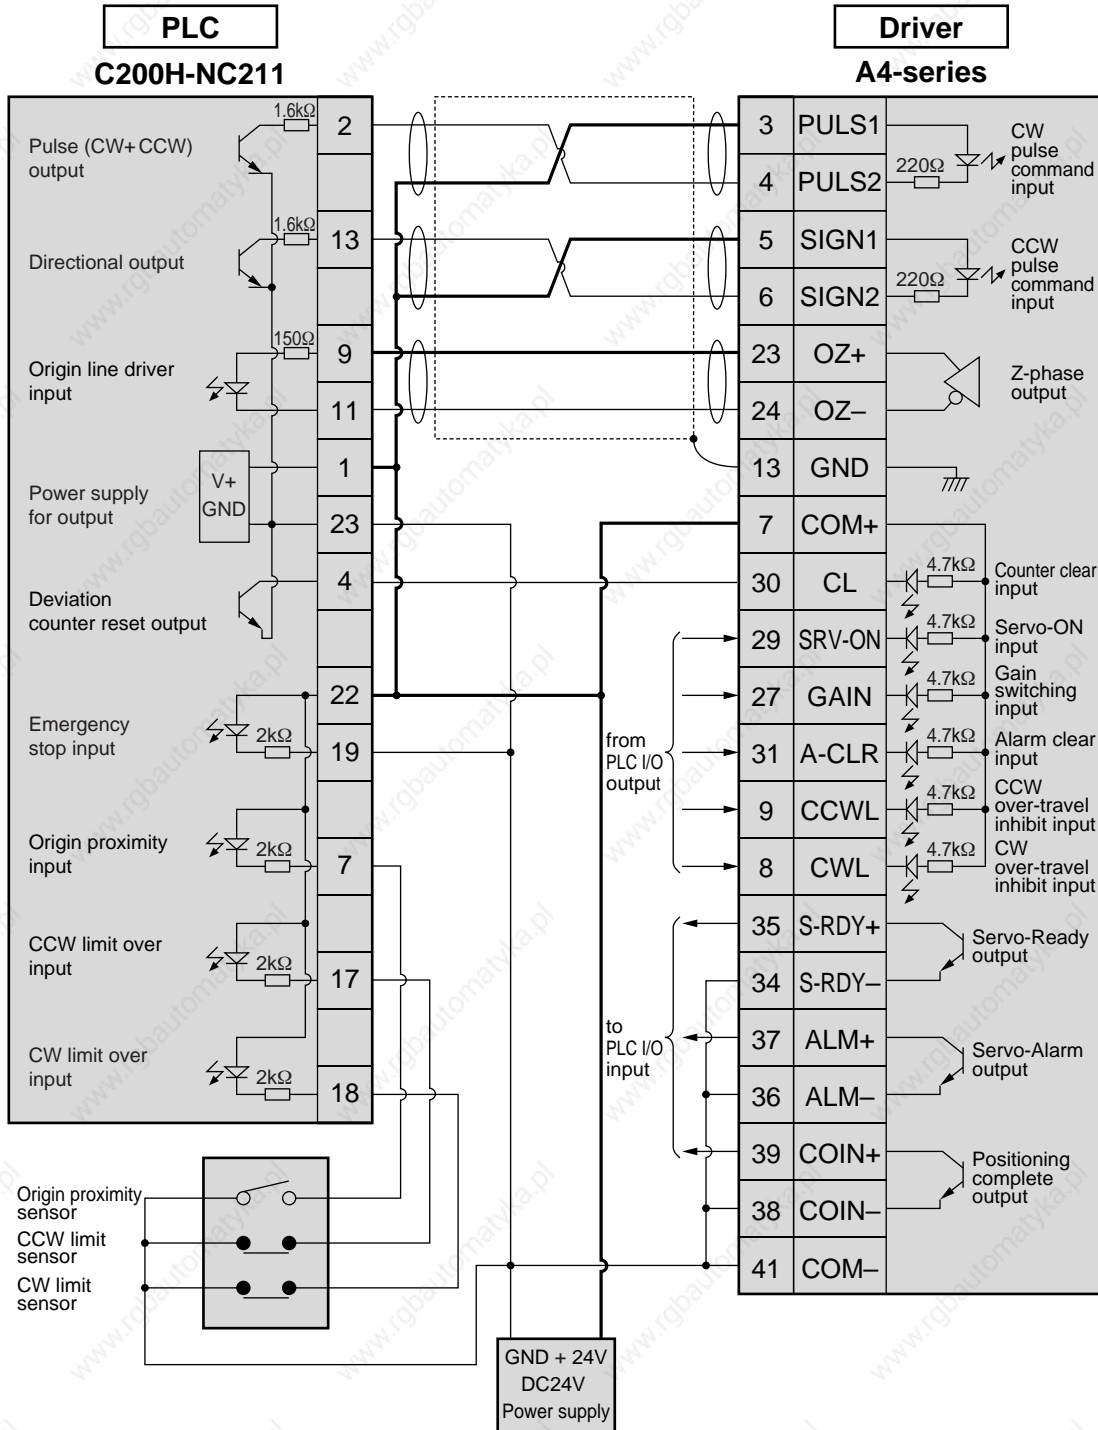 PLC
C200H-NC211
Driver
A4-series
Pulse (CW+CCW)
output
1.6kΩ
2
Directional output
1.6kΩ
13
Origin line driver
input
150Ω
9
11
Power supply
for output
V+
GND
1
23
Deviation
counter reset output
4
22
Emergency
stop input
2kΩ
19
Origin proximity
input
2kΩ
7
CCW limit over
input
2kΩ
17
CW limit over
input
2kΩ
18
3 PULS1
4 PULS2
220Ω
CW
pulse
command
input
5 SIGN1
6 SIGN2
220Ω
CCW
pulse
command
input
23 OZ+
24 OZ–
Z-phase
output
13 GND
7 COM+
30 CL
4.7kΩ
Counter clear
input
29 SRV-ON
4.7kΩ
Servo-ON
input
27 GAIN
4.7kΩ
Gain
switching
input
31 A-CLR
4.7kΩ
Alarm clear
input
9 CCWL
4.7kΩ
CCW
over-travel
inhibit input
8 CWL
4.7kΩ
CW
over-travel
inhibit input
from
PLC I/O
output
35 S-RDY+
34 S-RDY–
Servo-Ready
output
37 ALM+
36 ALM–
Servo-Alarm
output
39 COIN+
38 COIN–
Positioning
complete
output
41 COM–
to
PLC I/O
input
Origin proximity
sensor
CCW limit
sensor
CW limit
sensor
GND + 24V
DC24V
Power supply
www.rgbautomatyka.pl